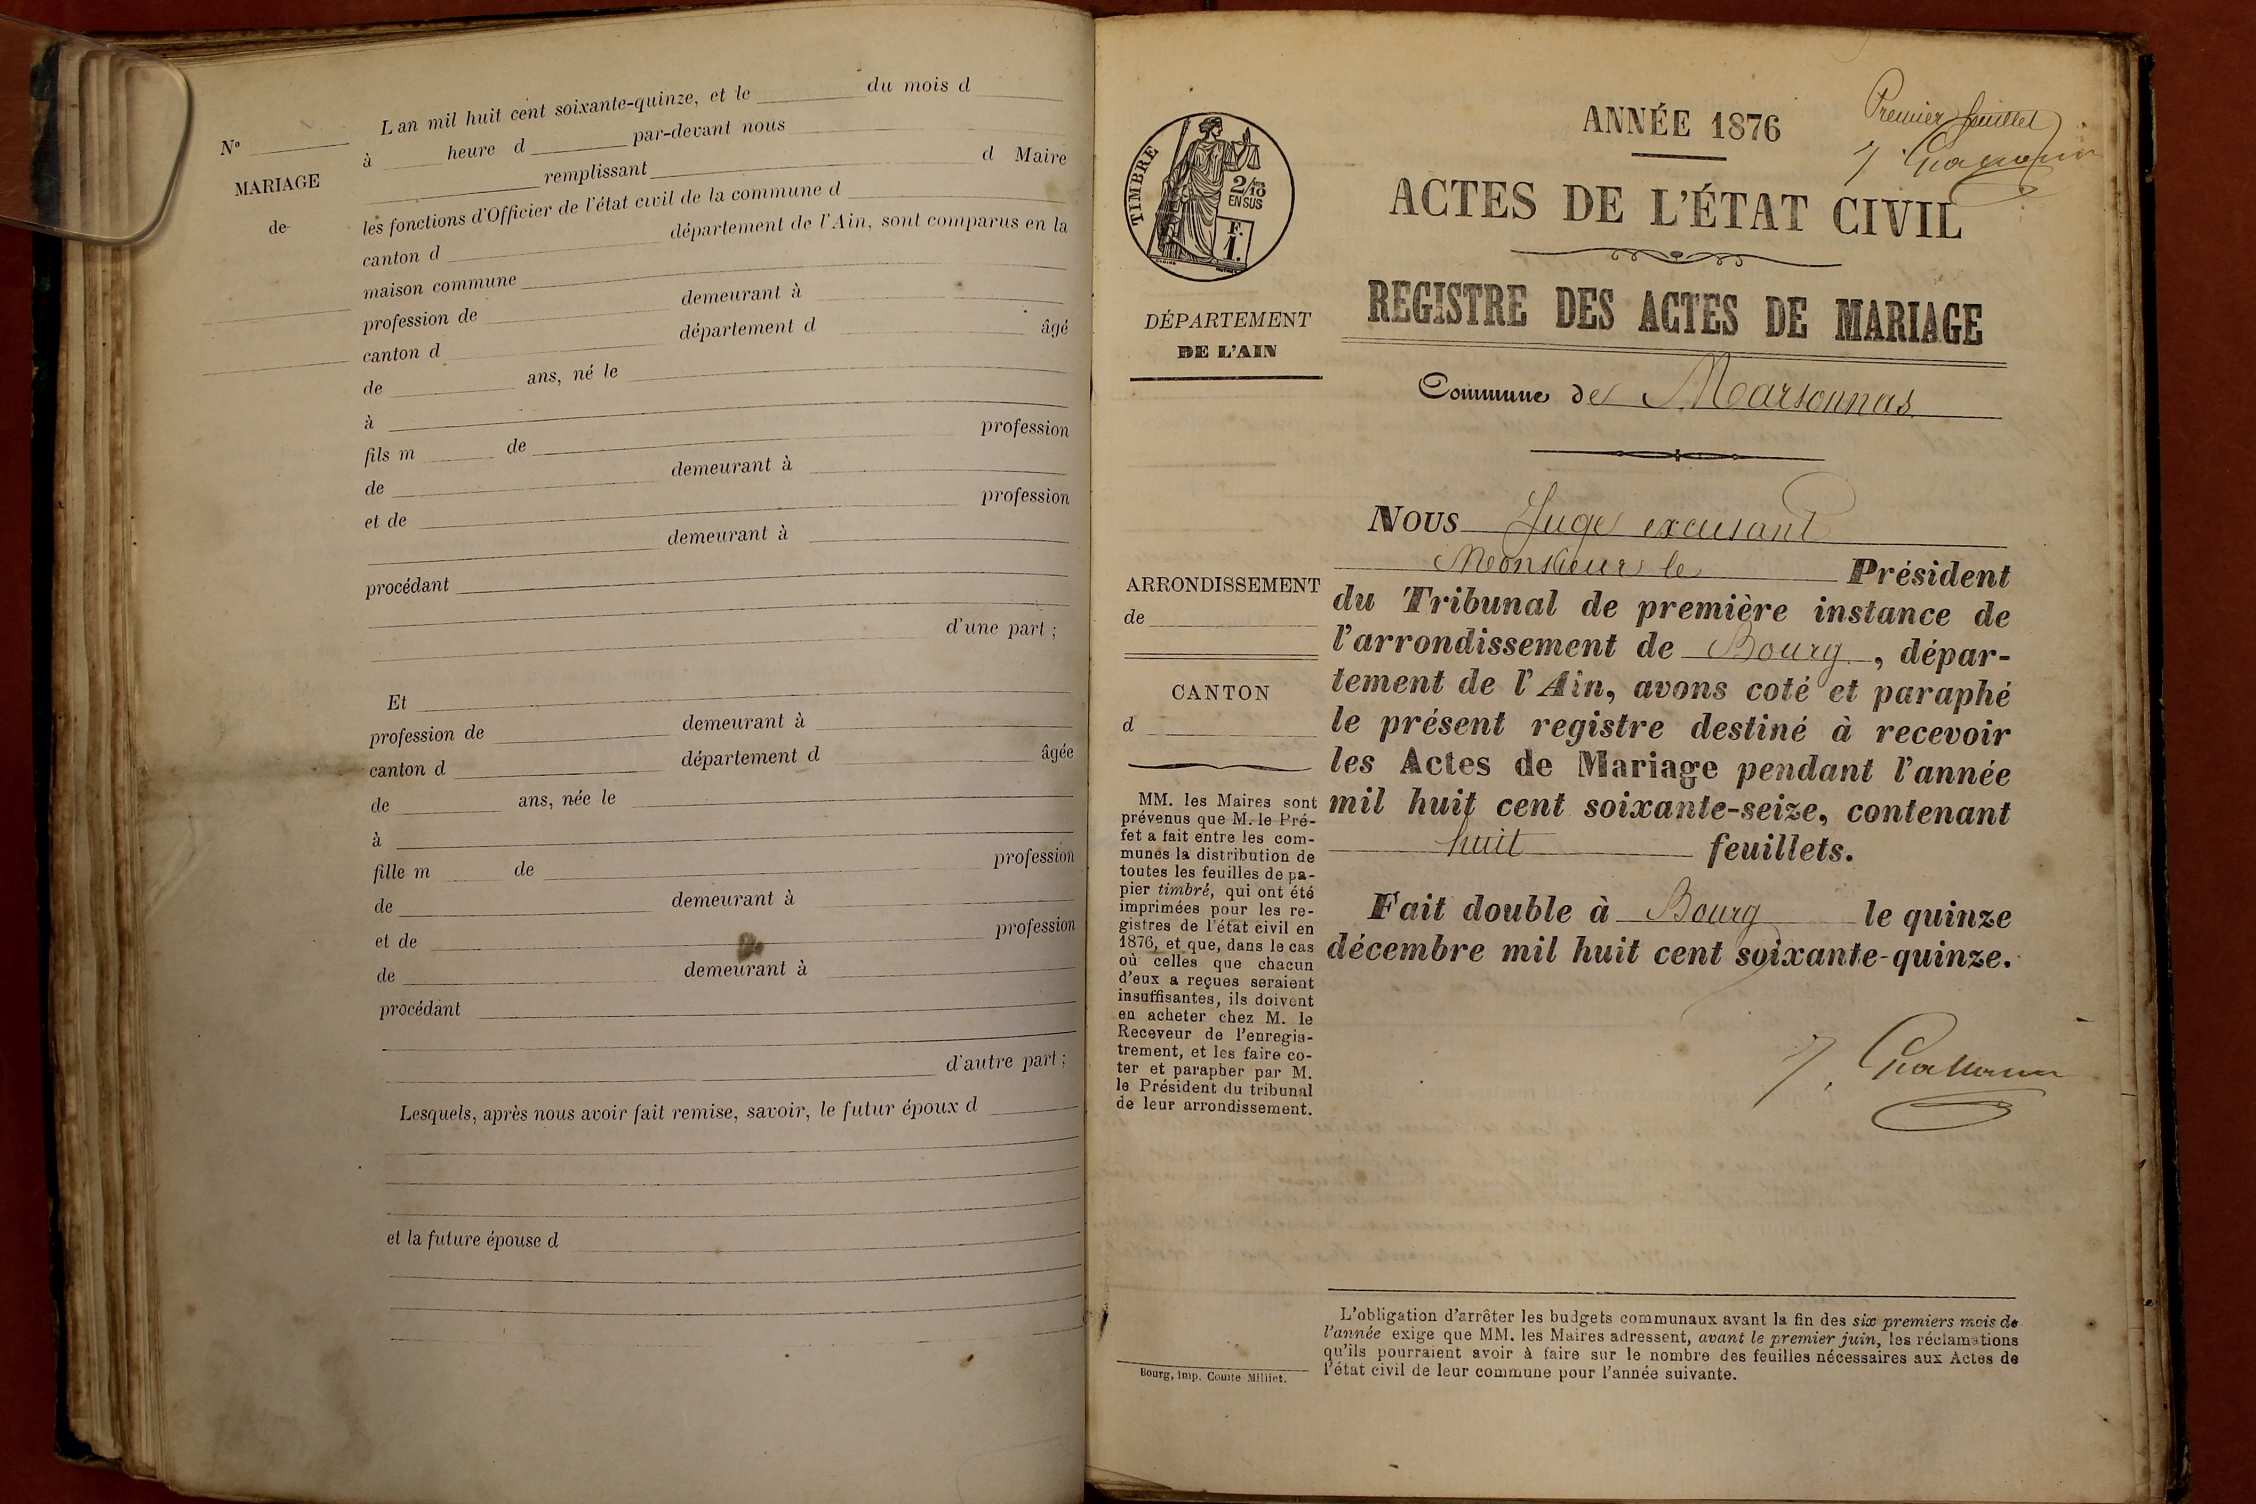 L'an mil huit cent soixante-quinze, et le du mois d
à heure d par-devant nous
remplissant d Maire
les fonctions d'Officier de l'état civil de la commune d
canton d département de l'Ain, sont comparus en la
maison commune
profession de demeurant à
canton d département d âgé
de ans, né le
à
fils m de profession
de demeurant à
et de profession
demeurant à
procédant
d'une part ;
Et
profession de demeurant à
canton d département d âgée
de ans, née le
à
fille m de profession
de demeurant à
et de profession
de demeurant à
procédant
d'autre part ;
Lesquels, après nous avoir fait remise, savoir, le futur époux d
et la future épouse d
N°
MARIAGE
de
Premier feuillet
ANNÉE 1876
ACTES DE L'ÉTAT CIVIL
REGISTRE DES ACTES DE MARIAGE
Commune de Marsonnas
TIMBRE
2/10
EN SUS
F.
1.
DÉPARTEMENT
DE L'AIN
ARRONDISSEMENT
de
CANTON
d
MM. les Maires sont
prévenus que M. le Pré-
fet a fait entre les com-
munes la distribution de
toutes les feuilles de pa-
pier timbré, qui ont été
imprimées pour les re-
gistres de l'état civil en
1876, et que, dans le cas
où celles que chacun
d'eux a reçues seraient
insuffisantes, ils doivent
en acheter chez M. le
Receveur de l'enregis-
trement, et les faire co-
ter et parapher par M.
le Président du tribunal
de leur arrondissement.
Bourg, imp. Comte Milliet.
NOUS Juge excusant
Monsieur le Président
du Tribunal de première instance de
l'arrondissement de Bourg, dépar-
tement de l'Ain, avons coté et paraphé
le présent registre destiné à recevoir
les Actes de Mariage pendant l'année
mil huit cent soixante-seize, contenant
huit feuillets.
Fait double à Bourg le quinze
décembre mil huit cent soixante-quinze.
L'obligation d'arrêter les budgets communaux avant la fin des six premiers mois de
l'année exige que MM. les Maires adressent, avant le premier juin, les réclamations
qu'ils pourraient avoir à faire sur le nombre des feuilles nécessaires aux Actes de
l'état civil de leur commune pour l'année suivante.